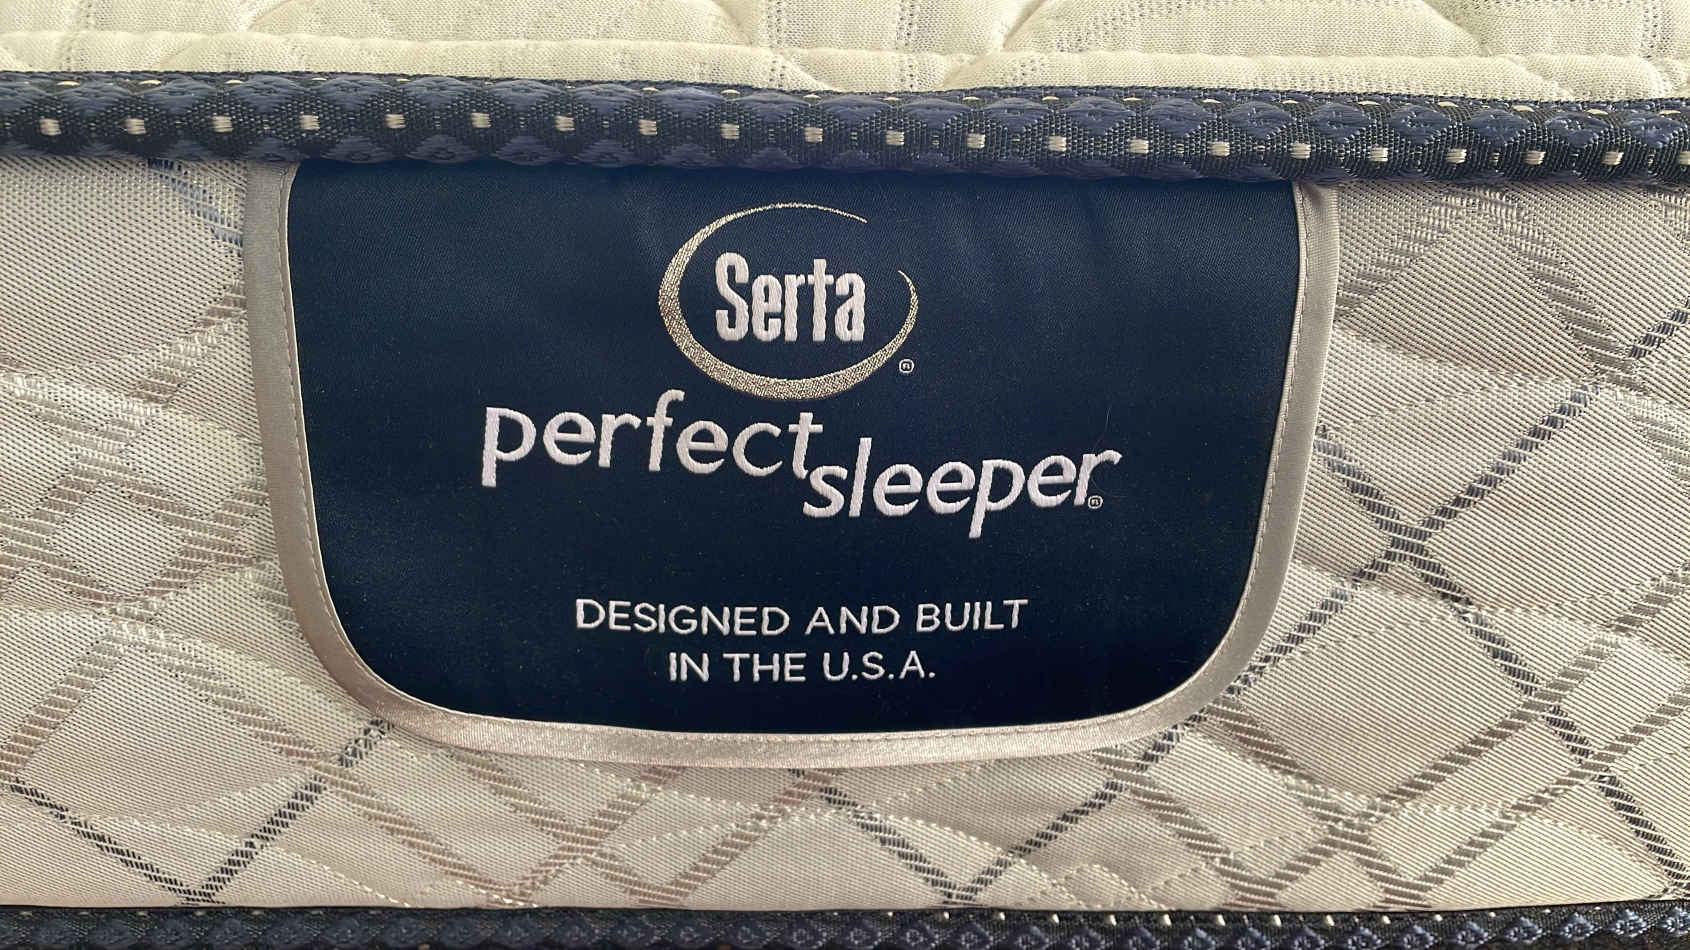 Serta®
perfect sleeper®
DESIGNED AND BUILT
IN THE U.S.A.